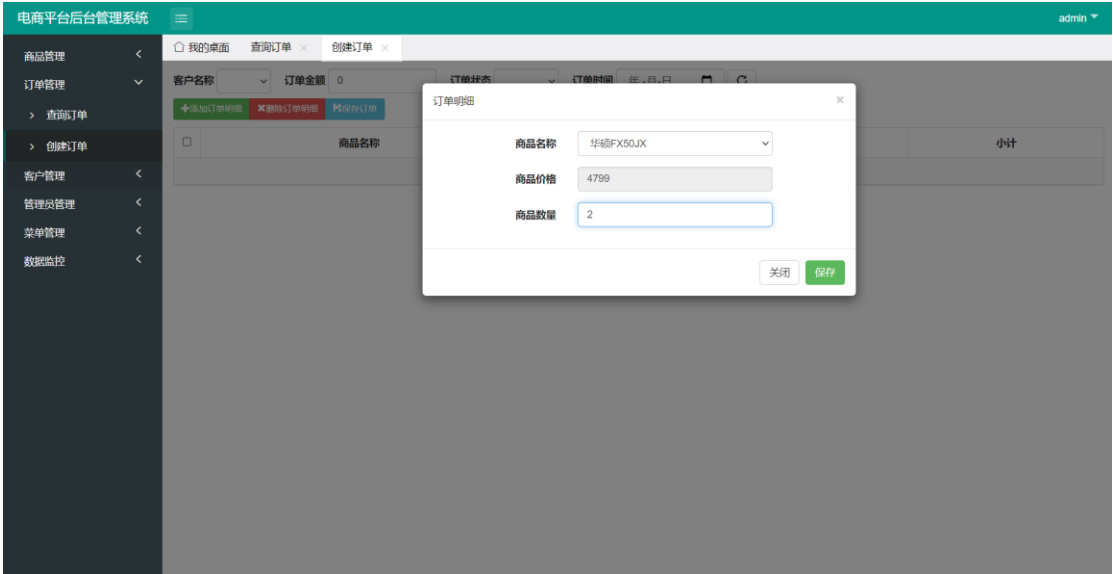 电商平台后台管理系统 admin
商品管理
订单管理
查询订单
创建订单
客户管理
管理员管理
菜单管理
数据监控
我的桌面 查询订单 创建订单
客户名称 订单金额 0 订单状态 订单时间 年-月-日
添加订单明细 删除订单明细 保存订单
商品名称 小计
订单明细
商品名称 华硕FX50JX
商品价格 4799
商品数量 2
关闭 保存